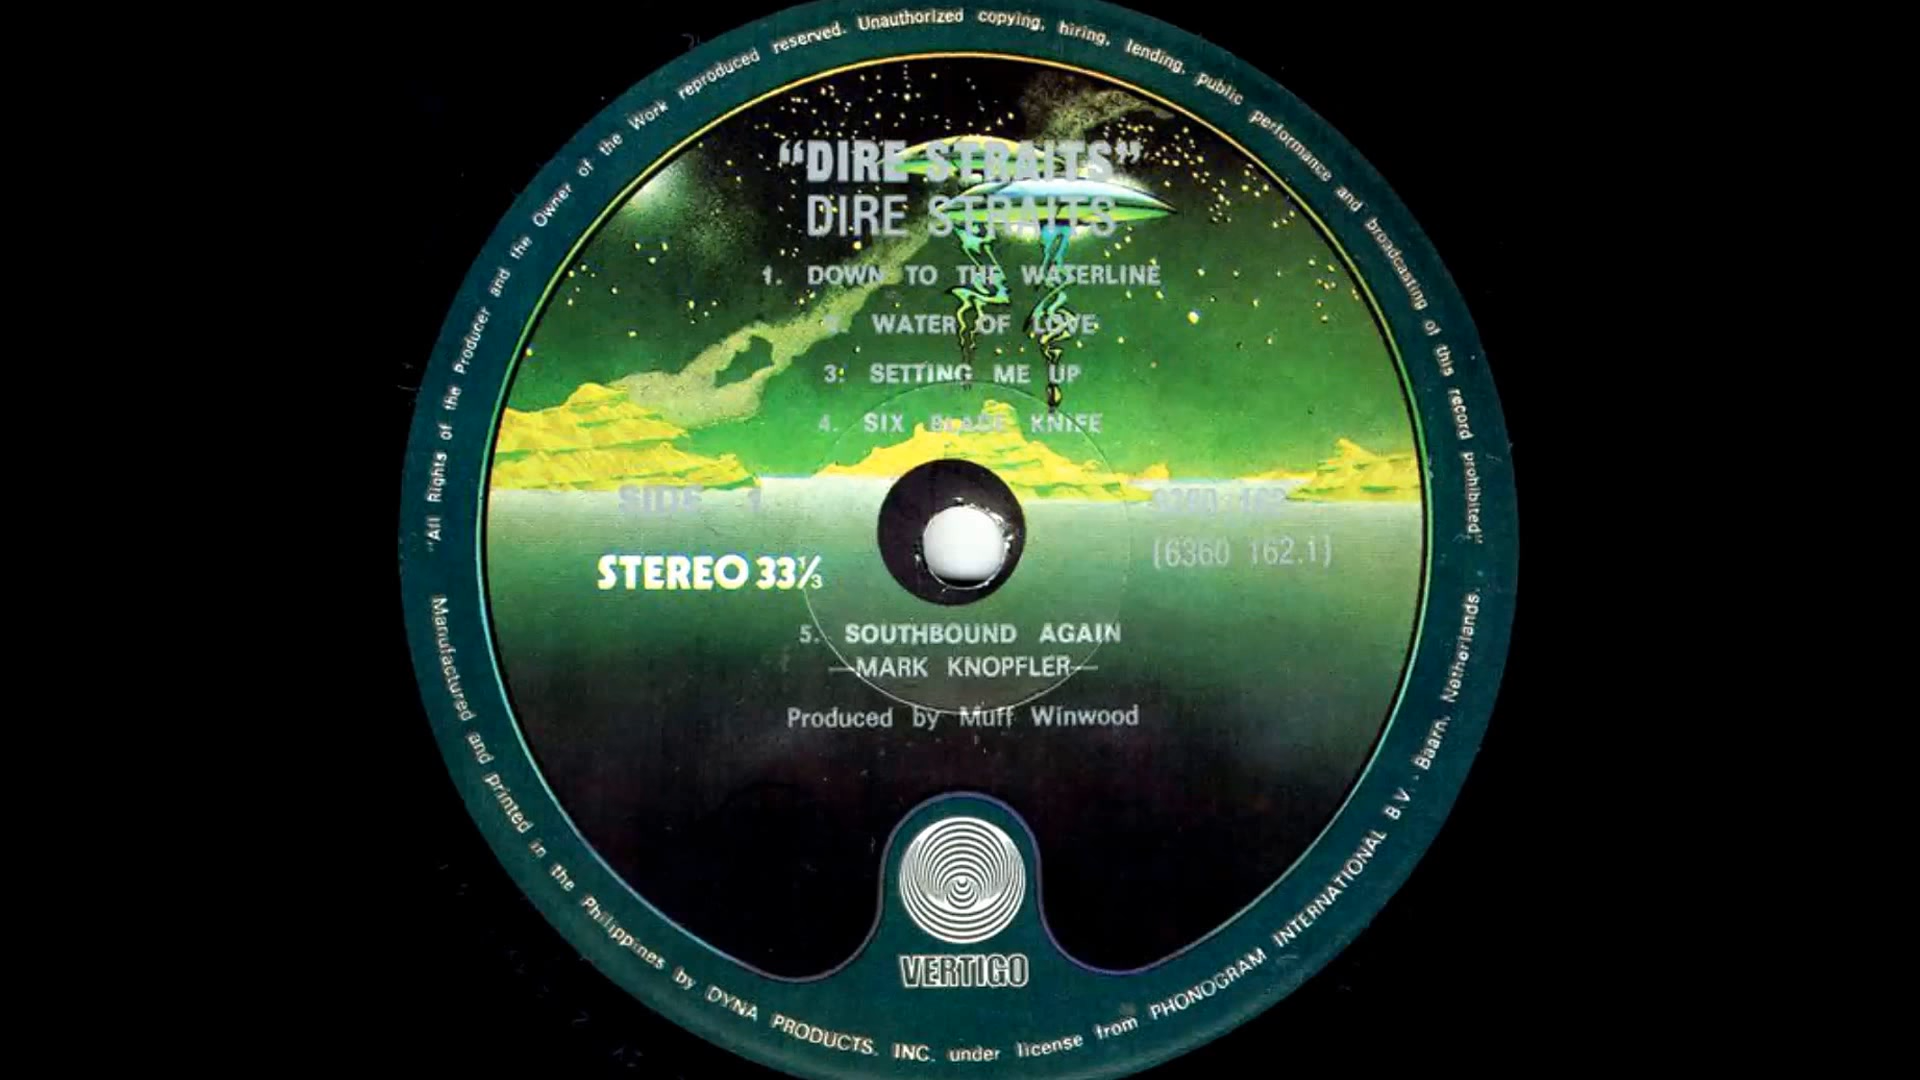 "All Rights of the Producer and the Owner of the Work reproduced reserved. Unauthorized copying, hiring, lending, public performance and broadcasting of this record prohibited."
"DIRE STRAITS"
DIRE STRAITS
1. DOWN TO THE WATERLINE
2. WATER OF LOVE
3. SETTING ME UP
4. SIX BLADE KNIFE
SIDE 1
6360 162
STEREO 33⅓
(6360 162.1)
5. SOUTHBOUND AGAIN
—MARK KNOPFLER—
Produced by Muff Winwood
VERTIGO
Manufactured and printed in the Philippines by DYNA PRODUCTS, INC. under license from PHONOGRAM INTERNATIONAL B.V. - Baarn, Netherlands.